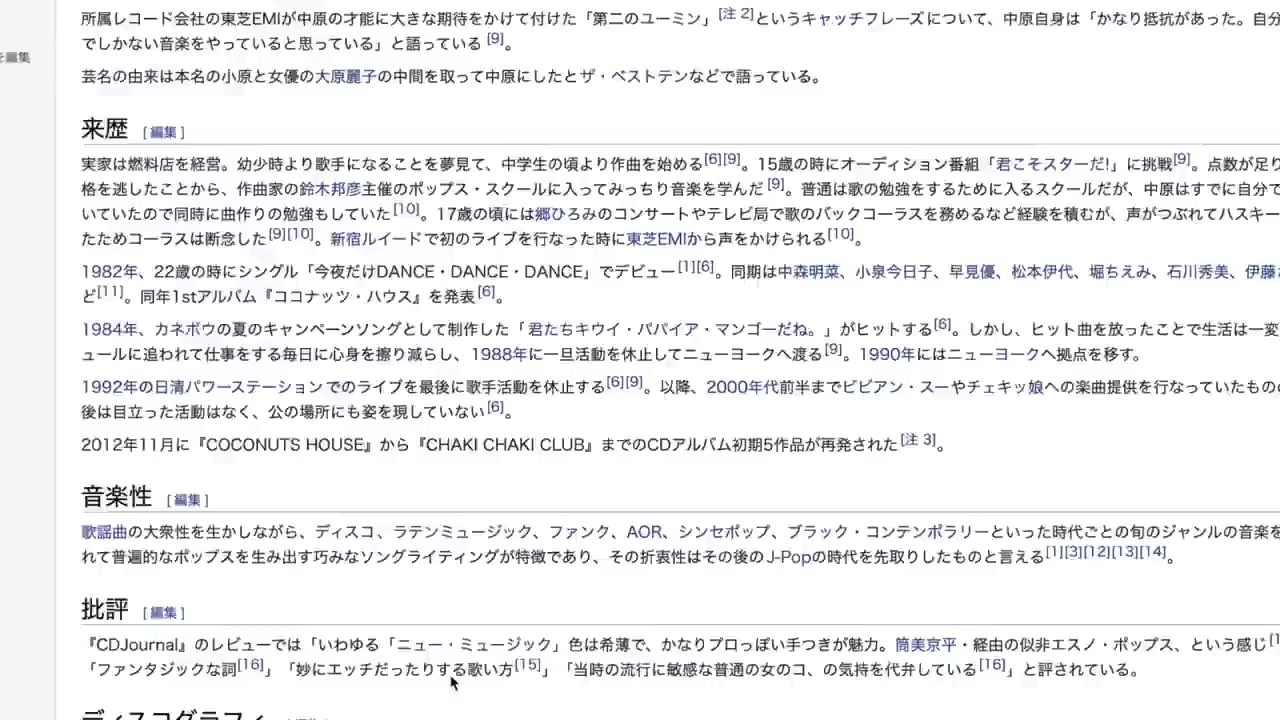 所属レコード会社の東芝EMIが中原の才能に大きな期待をかけて付けた「第二のユーミン」[注 2]というキャッチフレーズについて、中原自身は「かなり抵抗があった。自分
でしかない音楽をやっていると思っている」と語っている [9]。
を編集
芸名の由来は本名の小原と女優の大原麗子の中間を取って中原にしたとザ・ベストテンなどで語っている。
来歴 [ 編集 ]
実家は燃料店を経営。幼少時より歌手になることを夢見て、中学生の頃より作曲を始める[6][9]。15歳の時にオーディション番組「君こそスターだ!」に挑戦[9]。点数が足り
格を逃したことから、作曲家の鈴木邦彦主催のポップス・スクールに入ってみっちり音楽を学んだ [9]。普通は歌の勉強をするために入るスクールだが、中原はすでに自分で
いていたので同時に曲作りの勉強もしていた[10]。17歳の頃には郷ひろみのコンサートやテレビ局で歌のバックコーラスを務めるなど経験を積むが、声がつぶれてハスキー
たためコーラスは断念した[9][10]。新宿ルイードで初のライブを行なった時に東芝EMIから声をかけられる[10]。
1982年、22歳の時にシングル「今夜だけDANCE・DANCE・DANCE」でデビュー[1][6]。同期は中森明菜、小泉今日子、早見優、松本伊代、堀ちえみ、石川秀美、伊藤
ど[11]。同年1stアルバム『ココナッツ・ハウス』を発表[6]。
1984年、カネボウの夏のキャンペーンソングとして制作した「君たちキウイ・パパイア・マンゴーだね。」がヒットする[6]。しかし、ヒット曲を放ったことで生活は一変
ュールに追われて仕事をする毎日に心身を擦り減らし、1988年に一旦活動を休止してニューヨークへ渡る[9]。1990年にはニューヨークへ拠点を移す。
1992年の日清パワーステーションでのライブを最後に歌手活動を休止する[6][9]。以降、2000年代前半までビビアン・スーやチェキッ娘への楽曲提供を行なっていたもの
後は目立った活動はなく、公の場所にも姿を現していない[6]。
2012年11月に『COCONUTS HOUSE』から『CHAKI CHAKI CLUB』までのCDアルバム初期5作品が再発された[注 3]。
音楽性 [ 編集 ]
歌謡曲の大衆性を生かしながら、ディスコ、ラテンミュージック、ファンク、AOR、シンセポップ、ブラック・コンテンポラリーといった時代ごとの旬のジャンルの音楽を
れて普遍的なポップスを生み出す巧みなソングライティングが特徴であり、その折衷性はその後のJ-Popの時代を先取りしたものと言える[1][3][12][13][14]。
批評 [ 編集 ]
『CDJournal』のレビューでは「いわゆる「ニュー・ミュージック」色は希薄で、かなりプロっぽい手つきが魅力。筒美京平・経由の似非エスノ・ポップス、という感じ[1
「ファンタジックな詞[16]」「妙にエッチだったりする歌い方[15]」「当時の流行に敏感な普通の女のコ、の気持を代弁している[16]」と評されている。
ディスコグラフィ